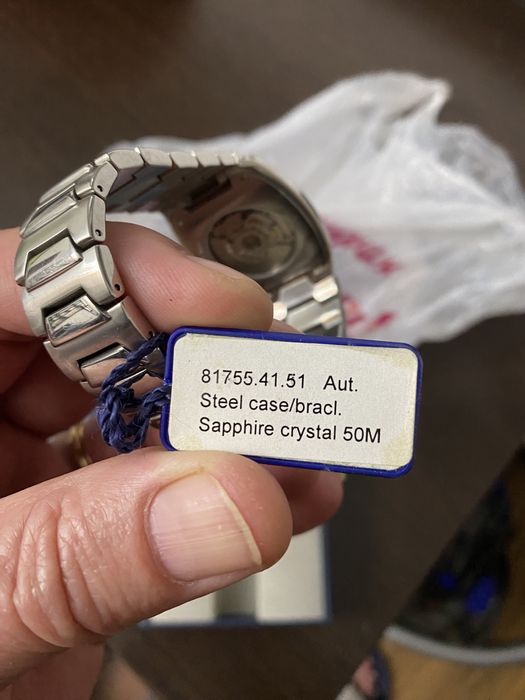 81755.41.51 Aut.
Steel case/bracl.
Sapphire crystal 50M